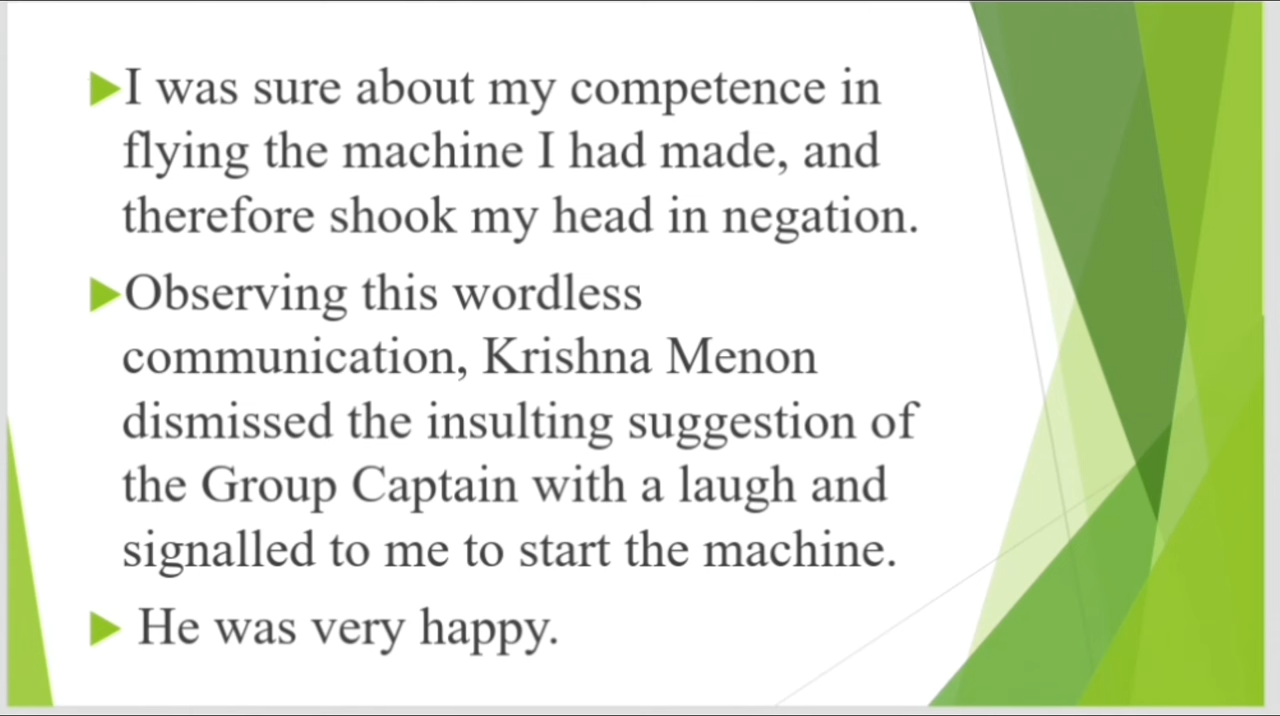 I was sure about my competence in
flying the machine I had made, and
therefore shook my head in negation.
Observing this wordless
communication, Krishna Menon
dismissed the insulting suggestion of
the Group Captain with a laugh and
signalled to me to start the machine.
He was very happy.